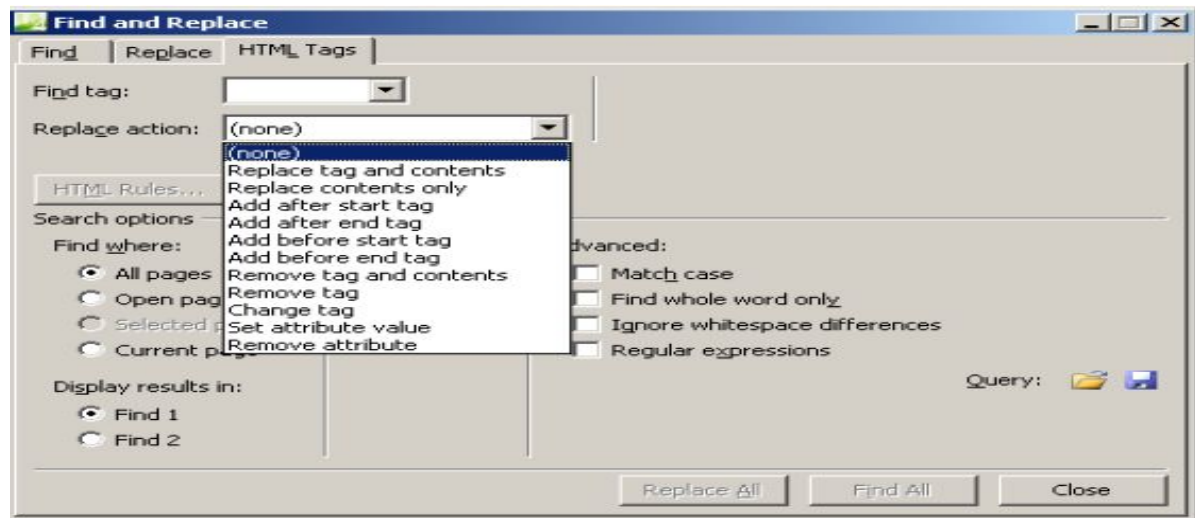 Find and Replace
Find Replace HTML Tags
Find tag:
Replace action: (none)
(none)
Replace tag and contents
Replace contents only
Add after start tag
Add after end tag
Add before start tag
Add before end tag
Remove tag and contents
Remove tag
Change tag
Set attribute value
Remove attribute
HTML Rules...
Search options
Find where:
All pages
Open pag
Selected p
Current
Display results in:
Find 1
Find 2
dvanced:
Match case
Find whole word only
Ignore whitespace differences
Regular expressions
Query:
Replace All Find All Close